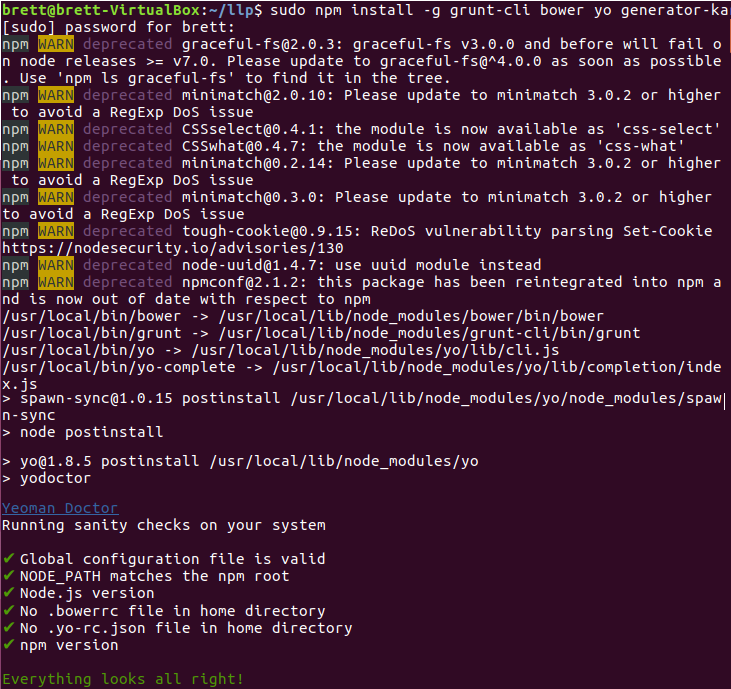 brett@brett-VirtualBox:~/llp$ sudo npm install -g grunt-cli bower yo generator-ka
[sudo] password for brett:
npm WARN deprecated graceful-fs@2.0.3: graceful-fs v3.0.0 and before will fail o
n node releases >= v7.0. Please update to graceful-fs@^4.0.0 as soon as possible
. Use 'npm ls graceful-fs' to find it in the tree.
npm WARN deprecated minimatch@2.0.10: Please update to minimatch 3.0.2 or higher
 to avoid a RegExp DoS issue
npm WARN deprecated CSSselect@0.4.1: the module is now available as 'css-select'
npm WARN deprecated CSSwhat@0.4.7: the module is now available as 'css-what'
npm WARN deprecated minimatch@0.2.14: Please update to minimatch 3.0.2 or higher
 to avoid a RegExp DoS issue
npm WARN deprecated minimatch@0.3.0: Please update to minimatch 3.0.2 or higher
to avoid a RegExp DoS issue
npm WARN deprecated tough-cookie@0.9.15: ReDoS vulnerability parsing Set-Cookie
https://nodesecurity.io/advisories/130
npm WARN deprecated node-uuid@1.4.7: use uuid module instead
npm WARN deprecated npmconf@2.1.2: this package has been reintegrated into npm a
nd is now out of date with respect to npm
/usr/local/bin/bower -> /usr/local/lib/node_modules/bower/bin/bower
/usr/local/bin/grunt -> /usr/local/lib/node_modules/grunt-cli/bin/grunt
/usr/local/bin/yo -> /usr/local/lib/node_modules/yo/lib/cli.js
/usr/local/bin/yo-complete -> /usr/local/lib/node_modules/yo/lib/completion/inde
x.js
> spawn-sync@1.0.15 postinstall /usr/local/lib/node_modules/yo/node_modules/spaw
n-sync
> node postinstall
> yo@1.8.5 postinstall /usr/local/lib/node_modules/yo
> yodoctor
Yeoman Doctor
Running sanity checks on your system
✔ Global configuration file is valid
✔ NODE_PATH matches the npm root
✔ Node.js version
✔ No .bowerrc file in home directory
✔ No .yo-rc.json file in home directory
✔ npm version
Everything looks all right!